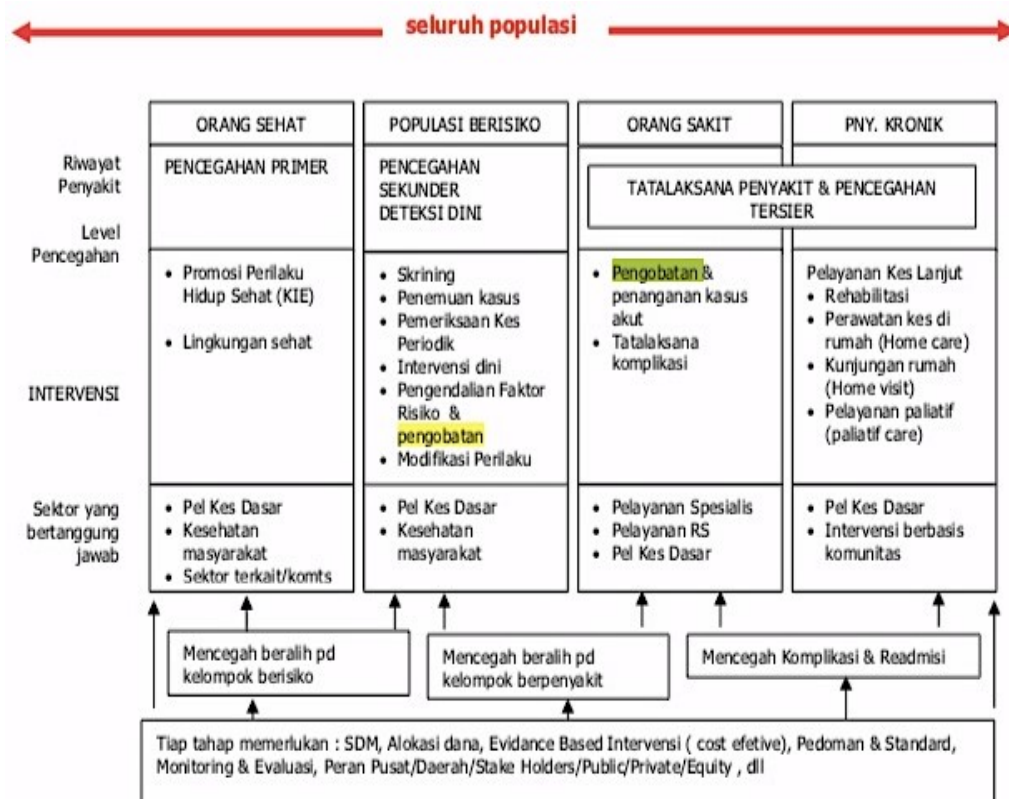 seluruh populasi
ORANG SEHAT
POPULASI BERISIKO
ORANG SAKIT
PNY. KRONIK
Riwayat
Penyakit
Level
Pencegahan
PENCEGAHAN PRIMER
PENCEGAHAN
SEKUNDER
DETEKSI DINI
TATALAKSANA PENYAKIT & PENCEGAHAN
TERSIER
INTERVENSI
• Promosi Perilaku
Hidup Sehat (KIE)
• Lingkungan sehat
• Skrining
• Penemuan kasus
• Pemeriksaan Kes
Periodik
• Intervensi dini
• Pengendalian Faktor
Risiko &
pengobatan
• Modifikasi Perilaku
• Pengobatan &
penanganan kasus
akut
• Tatalaksana
komplikasi
Pelayanan Kes Lanjut
• Rehabilitasi
• Perawatan kes di
rumah (Home care)
• Kunjungan rumah
(Home visit)
• Pelayanan paliatif
(paliatif care)
Sektor yang
bertanggung
jawab
• Pel Kes Dasar
• Kesehatan
masyarakat
• Sektor terkait/komts
• Pel Kes Dasar
• Kesehatan
masyarakat
• Pelayanan Spesialis
• Pelayanan RS
• Pel Kes Dasar
• Pel Kes Dasar
• Intervensi berbasis
komunitas
Mencegah beralih pd
kelompok berisiko
Mencegah beralih pd
kelompok berpenyakit
Mencegah Komplikasi & Readmisi
Tiap tahap memerlukan : SDM, Alokasi dana, Evidance Based Intervensi ( cost efetive), Pedoman & Standard,
Monitoring & Evaluasi, Peran Pusat/Daerah/Stake Holders/Public/Private/Equity , dll